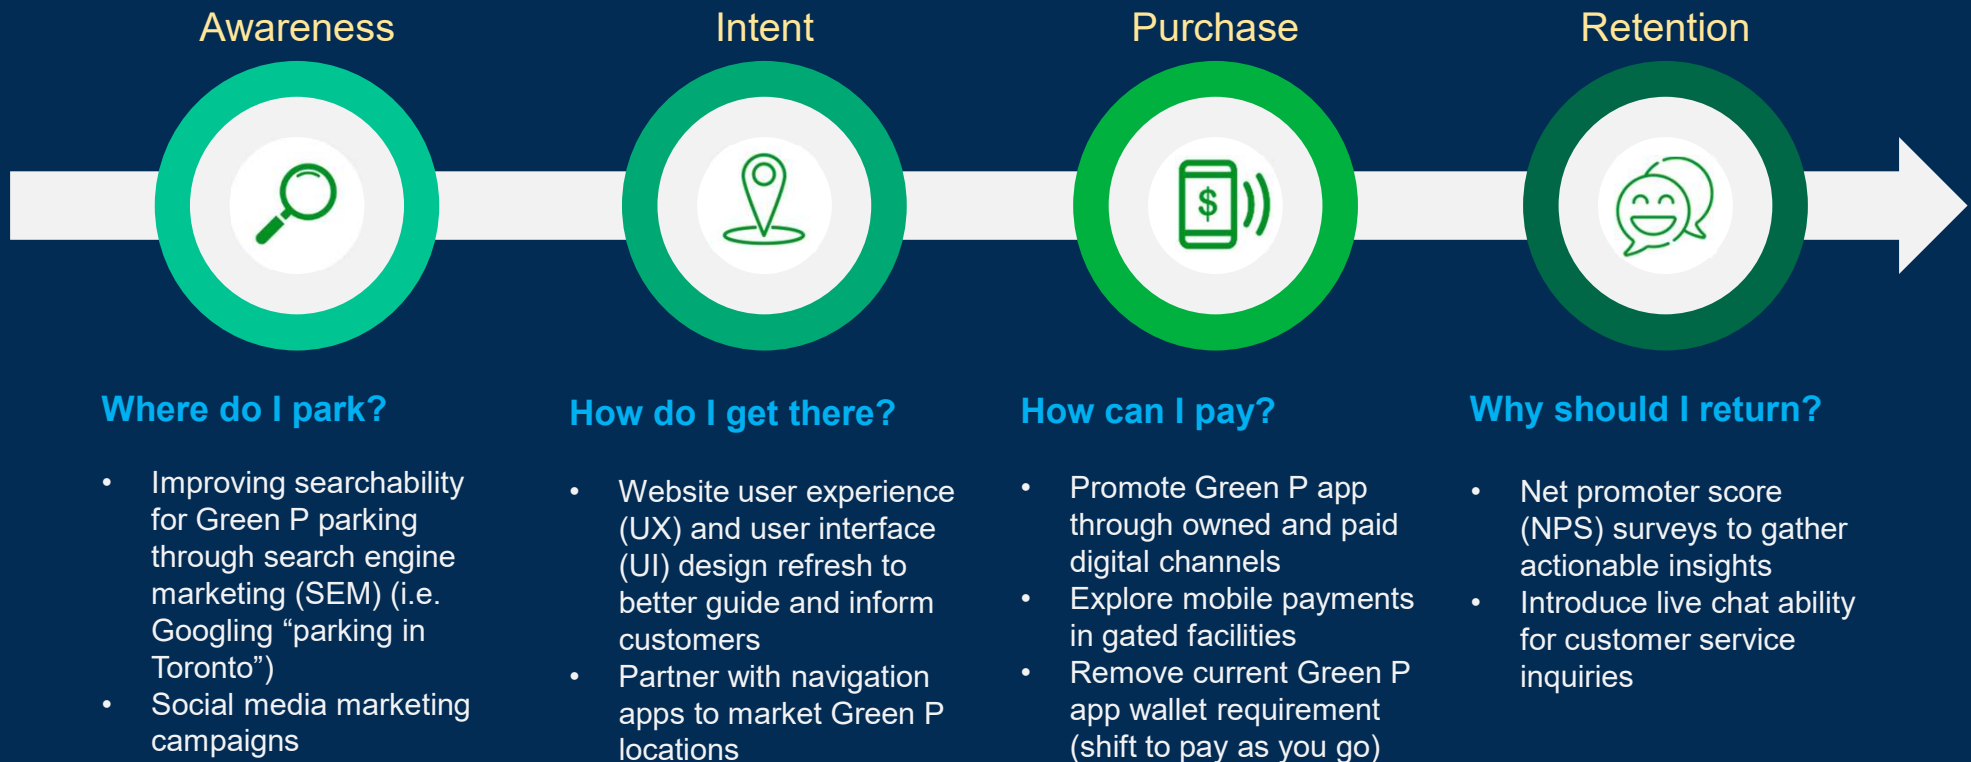 Awareness
Intent
Purchase
Retention
$
Where do I park?
• Improving searchability
for Green P parking
through search engine
marketing (SEM) (i.e.
Googling “parking in
Toronto”)
• Social media marketing
campaigns
How do I get there?
• Website user experience
(UX) and user interface
(UI) design refresh to
better guide and inform
customers
• Partner with navigation
apps to market Green P
locations
How can I pay?
• Promote Green P app
through owned and paid
digital channels
• Explore mobile payments
in gated facilities
• Remove current Green P
app wallet requirement
(shift to pay as you go)
Why should I return?
• Net promoter score
(NPS) surveys to gather
actionable insights
• Introduce live chat ability
for customer service
inquiries